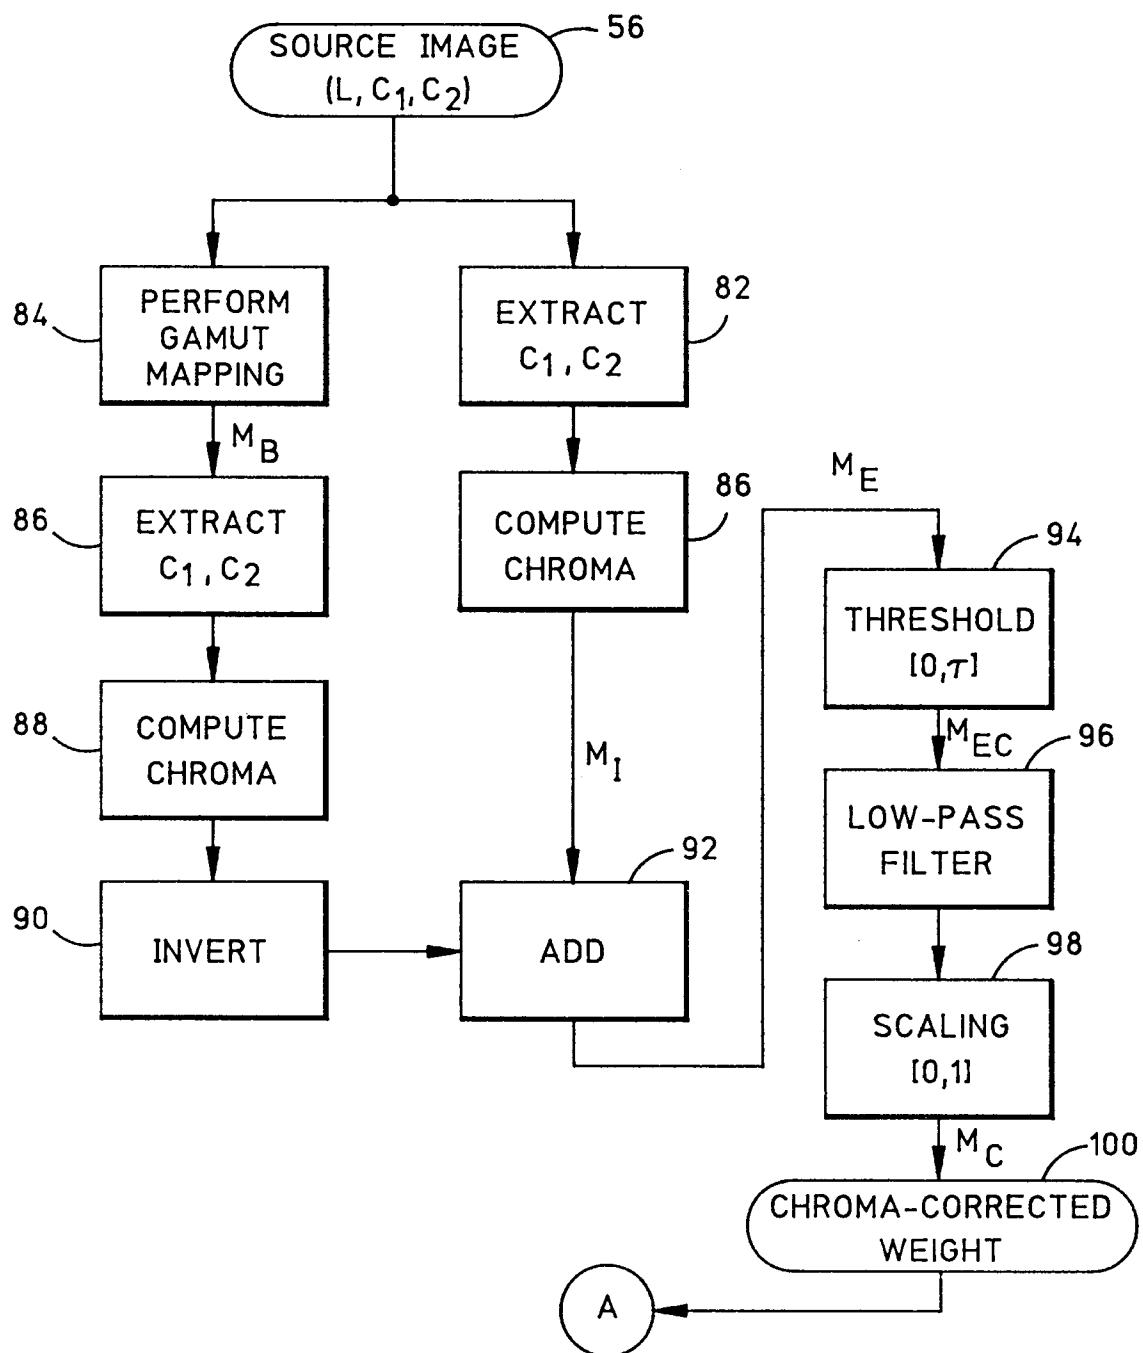 SOURCE IMAGE
(L, C1, C2)
56
PERFORM
GAMUT
MAPPING
84
EXTRACT
C1, C2
82
MB
EXTRACT
C1, C2
86
COMPUTE
CHROMA
86
COMPUTE
CHROMA
88
MI
INVERT
90
ADD
92
ME
THRESHOLD
[0,τ]
94
MEC
LOW-PASS
FILTER
96
SCALING
[0,1]
98
MC
CHROMA-CORRECTED
WEIGHT
100
A